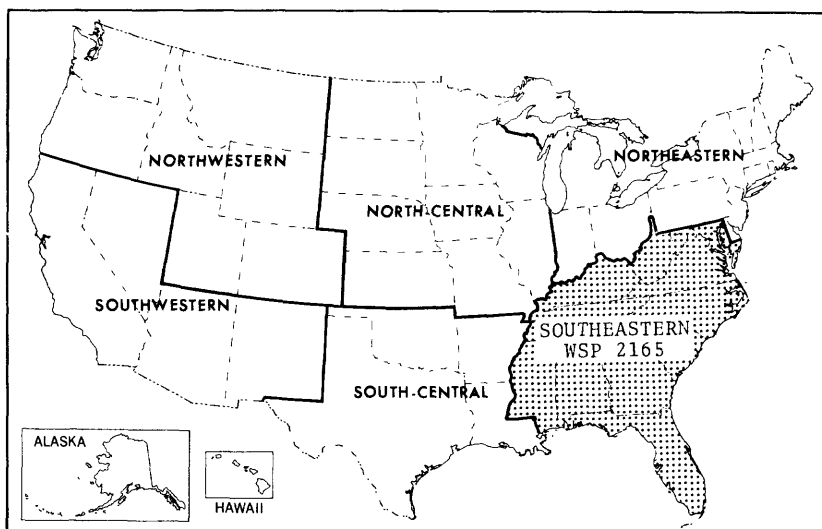 NORTHWESTERN
NORTHEASTERN
NORTH-CENTRAL
SOUTHWESTERN
SOUTHEASTERN
WSP 2165
SOUTH-CENTRAL
ALASKA
HAWAII